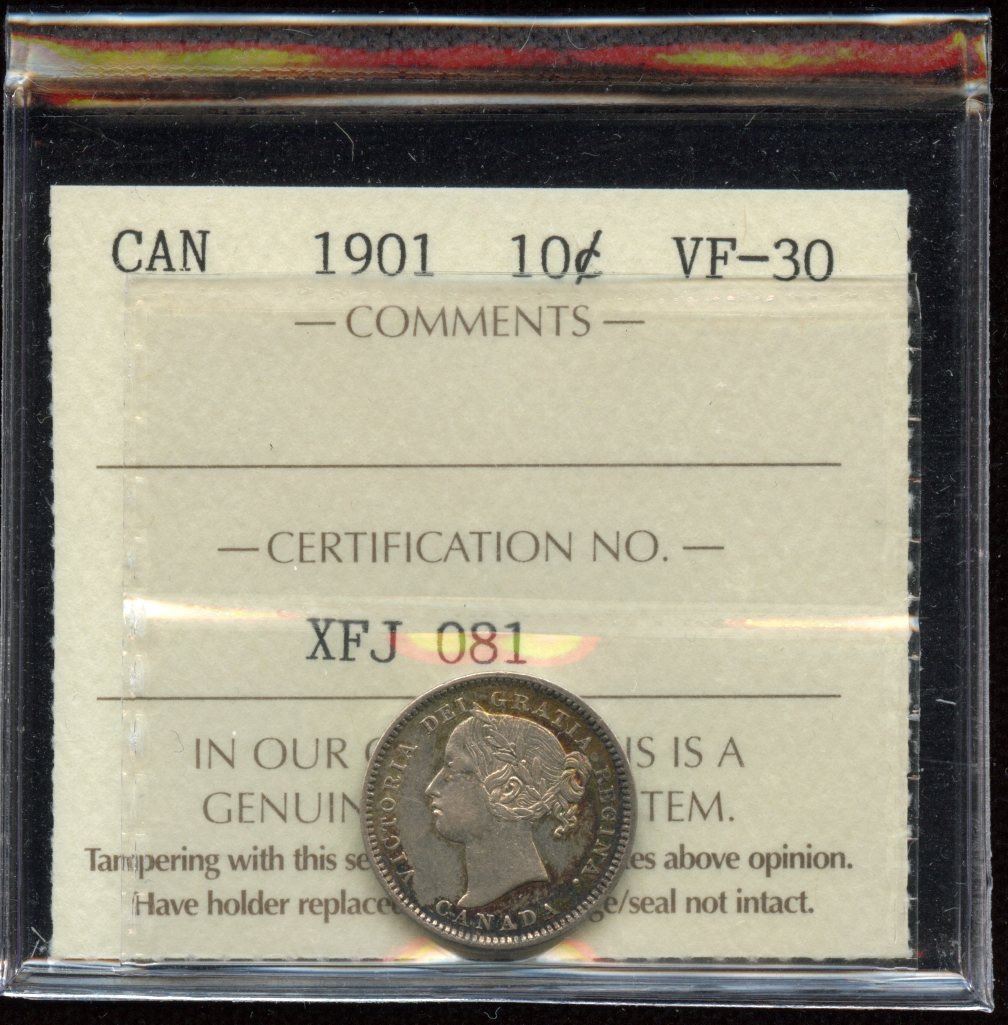 CAN 1901 10¢ VF-30
— COMMENTS —
— CERTIFICATION NO. —
XFJ 081
IN OUR IS IS A
GENUIN TEM.
Tampering with this se es above opinion.
Have holder replaced ge/seal not intact.
VICTORIA DEI GRATIA REGINA.
CANADA